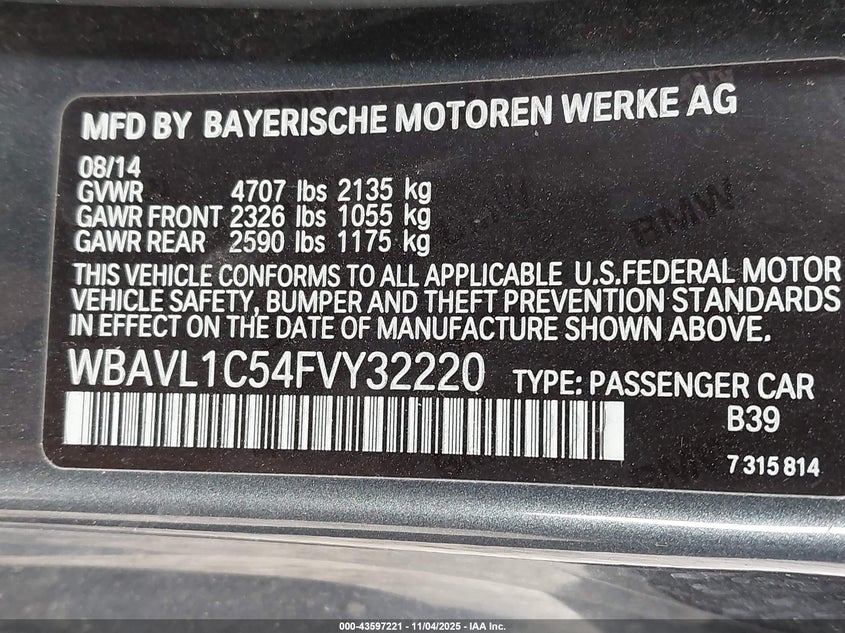 MFD BY BAYERISCHE MOTOREN WERKE AG
08/14
GVWR 4707 lbs 2135 kg
GAWR FRONT 2326 lbs 1055 kg
GAWR REAR 2590 lbs 1175 kg
BMW
THIS VEHICLE CONFORMS TO ALL APPLICABLE U.S.FEDERAL MOTOR
VEHICLE SAFETY, BUMPER AND THEFT PREVENTION STANDARDS
IN EFFECT ON THE DATE OF MANUFACTURE SHOWN ABOVE.
WBAVL1C54FVY32220 TYPE: PASSENGER CAR
B39
7 315 814
000-43597221 - 11/04/2025 - IAA Inc.